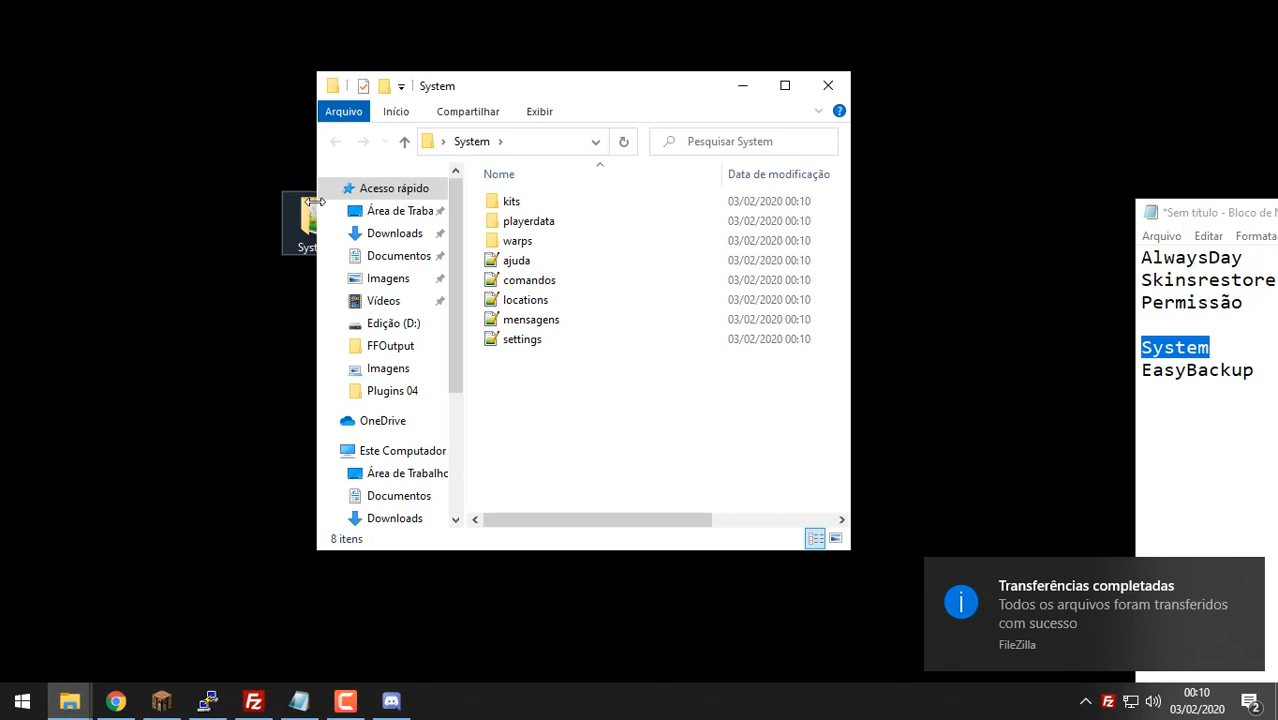 System
Arquivo Início Compartilhar Exibir
System
Pesquisar System
Nome Data de modificação
Acesso rápido
Área de Traba
Downloads
Documentos
Imagens
Vídeos
Edição (D:)
FFOutput
Imagens
Plugins 04
OneDrive
Este Computador
Área de Trabalho
Documentos
Downloads
kits 03/02/2020 00:10
playerdata 03/02/2020 00:10
warps 03/02/2020 00:10
ajuda 03/02/2020 00:10
comandos 03/02/2020 00:10
locations 03/02/2020 00:10
mensagens 03/02/2020 00:10
settings 03/02/2020 00:10
8 itens
Syst
*Sem título - Bloco de N
Arquivo Editar Formata
AlwaysDay
Skinsrestore
Permissão
System
EasyBackup
Transferências completadas
Todos os arquivos foram transferidos
com sucesso
FileZilla
00:10
03/02/2020
2